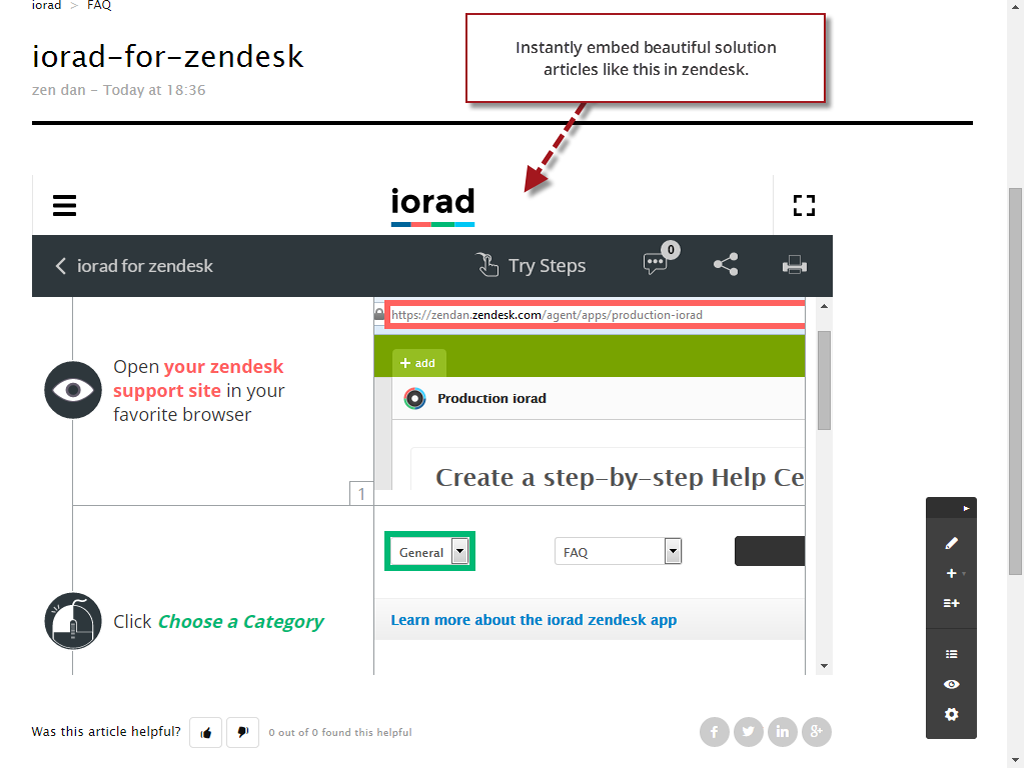 iorad > FAQ
Instantly embed beautiful solution
articles like this in zendesk.
iorad-for-zendesk
zen dan – Today at 18:36
iorad
iorad for zendesk
Try Steps
0
https://zendan.zendesk.com/agent/apps/production-iorad
+ add
Production iorad
Open your zendesk
support site in your
favorite browser
Create a step-by-step Help Ce
1
General
FAQ
Click Choose a Category
Learn more about the iorad zendesk app
Was this article helpful?
0 out of 0 found this helpful